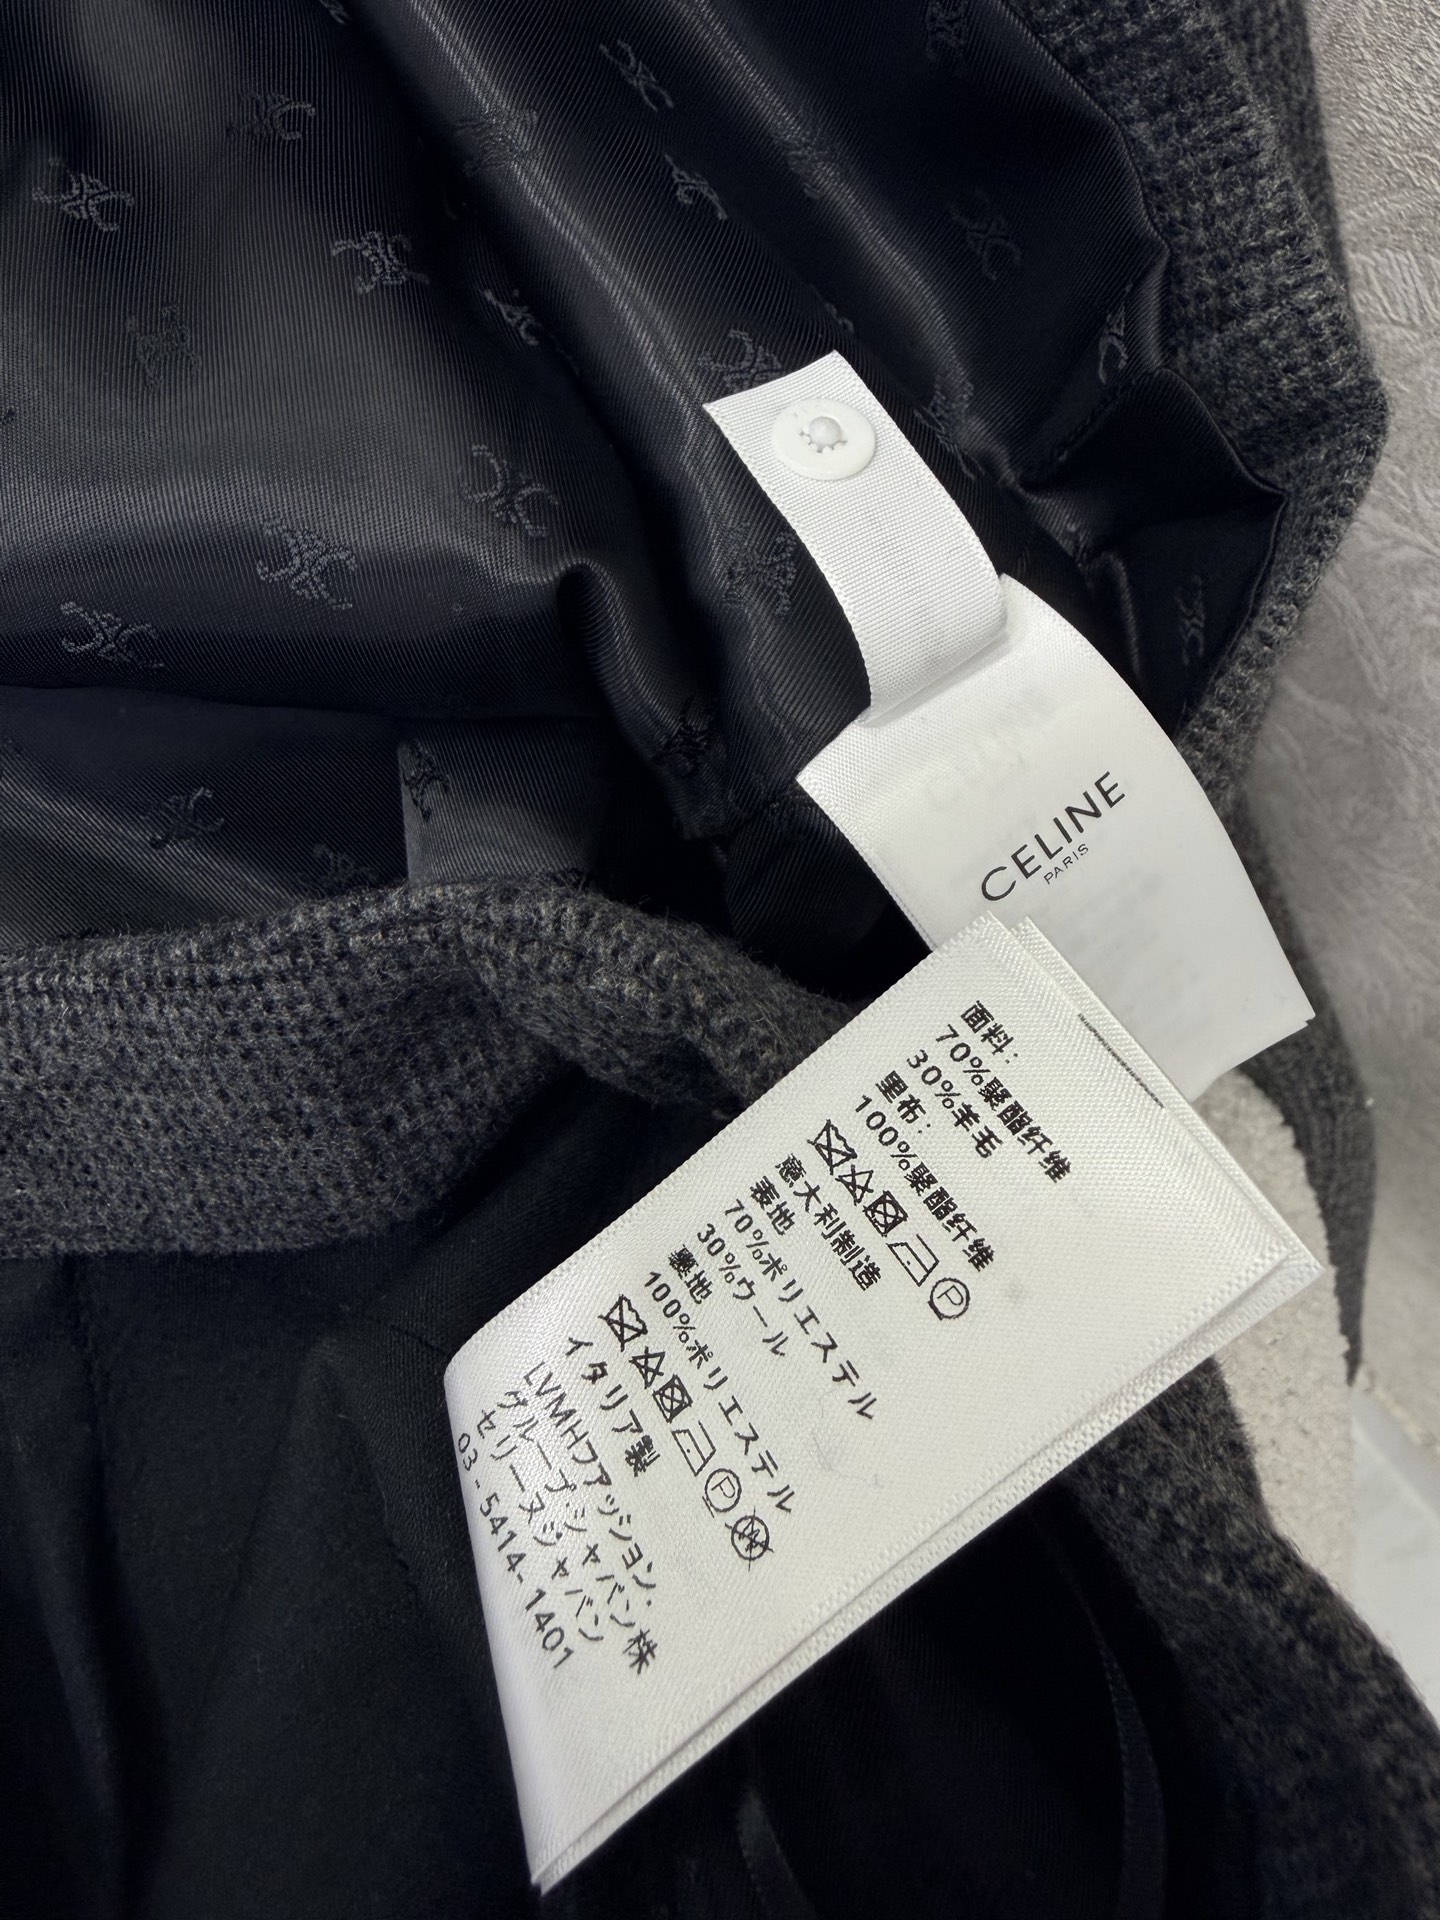 CELINE
PARIS
面料:
70%聚酯纤维
30%羊毛
里布:
100%聚酯纤维
P
意大利制造
表地
70%ポリエステル
30%ウール
裏地
100%ポリエステル
P
W
イタリア製
LVMHファッション・
グループ・ジャパン株
セリーヌジャパン
03-5414-1401